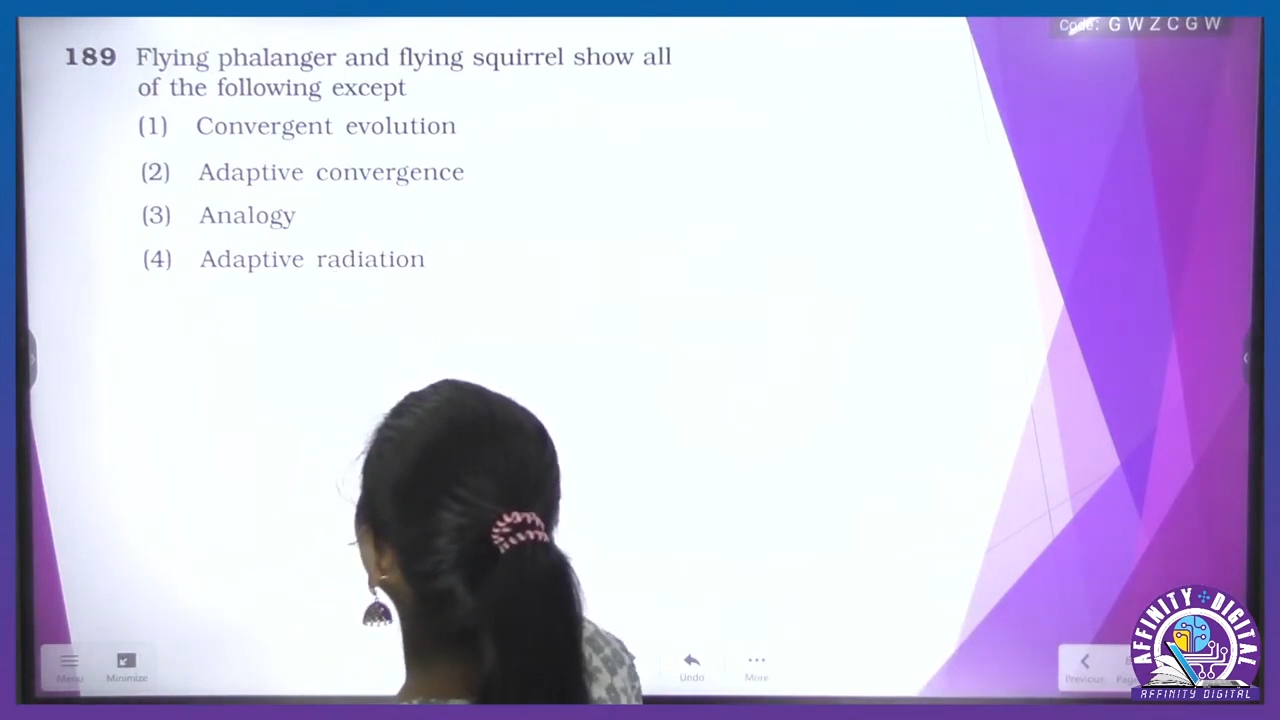 Code: G W Z C G W
189 Flying phalanger and flying squirrel show all
of the following except
(1) Convergent evolution
(2) Adaptive convergence
(3) Analogy
(4) Adaptive radiation
Menu
Minimize
Undo
More
Previous
AFFINITY DIGITAL
AFFINITY DIGITAL